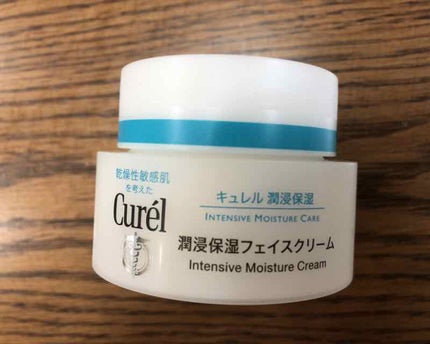 乾燥性敏感肌
を考えた
Curél
キュレル 潤浸保湿
INTENSIVE MOISTURE CARE
潤浸保湿フェイスクリーム
Intensive Moisture Cream